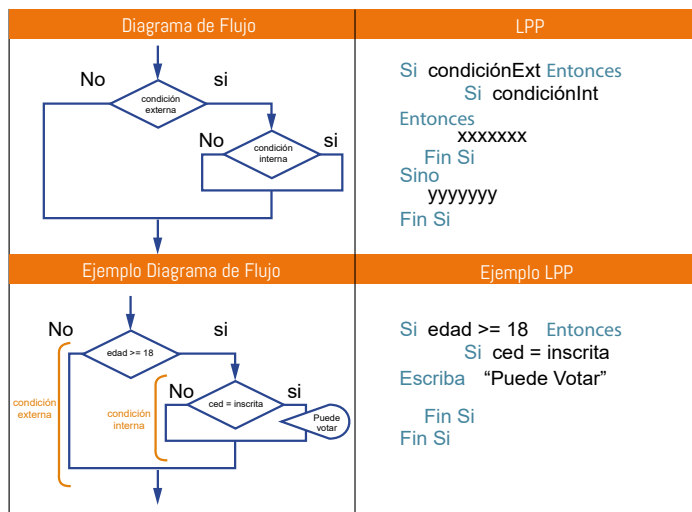 Diagrama de Flujo
LPP
No
si
condición
externa
No
condición
interna
si
Si condiciónExt Entonces
Si condiciónInt
Entonces
xxxxxxx
Fin Si
Sino
yyyyyyy
Fin Si
Ejemplo Diagrama de Flujo
Ejemplo LPP
No
si
edad >= 18
condición
externa
No
si
condición
interna
ced = inscrita
Puede
votar
Si edad >= 18 Entonces
Si ced = inscrita
Escriba “Puede Votar”
Fin Si
Fin Si